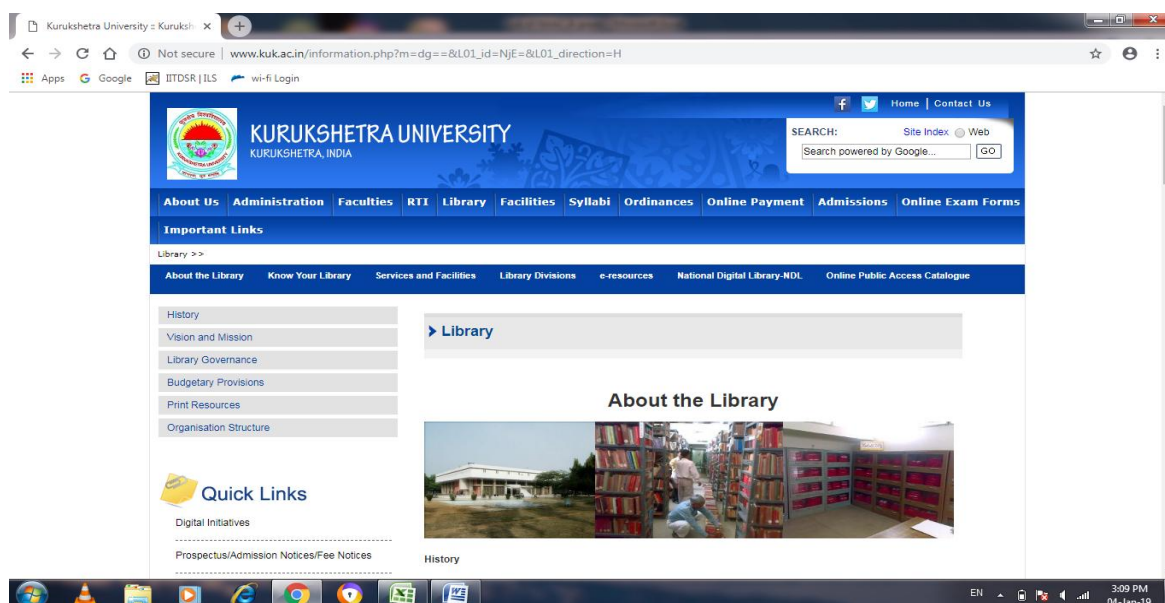 Kurukshetra University :: Kuruksh
Not secure | www.kuk.ac.in/information.php?m=dg==&L01_id=NjE=&L01_direction=H
Apps Google IITDSR | ILS wi-fi Login
Home | Contact Us
KURUKSHETRA UNIVERSITY
KURUKSHETRA, INDIA
SEARCH: Site Index Web
Search powered by Google... GO
About Us Administration Faculties RTI Library Facilities Syllabi Ordinances Online Payment Admissions Online Exam Forms
Important Links
Library >>
About the Library Know Your Library Services and Facilities Library Divisions e-resources National Digital Library-NDL Online Public Access Catalogue
History
Vision and Mission
Library Governance
Budgetary Provisions
Print Resources
Organisation Structure
Library
About the Library
Quick Links
Digital Initiatives
Prospectus/Admission Notices/Fee Notices
History
EN 3:09 PM
04-Jan-19